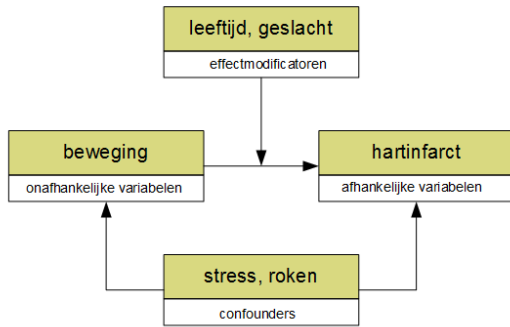 leeftijd, geslacht
effectmodificatoren
beweging
onafhankelijke variabelen
hartinfarct
afhankelijke variabelen
stress, roken
confounders